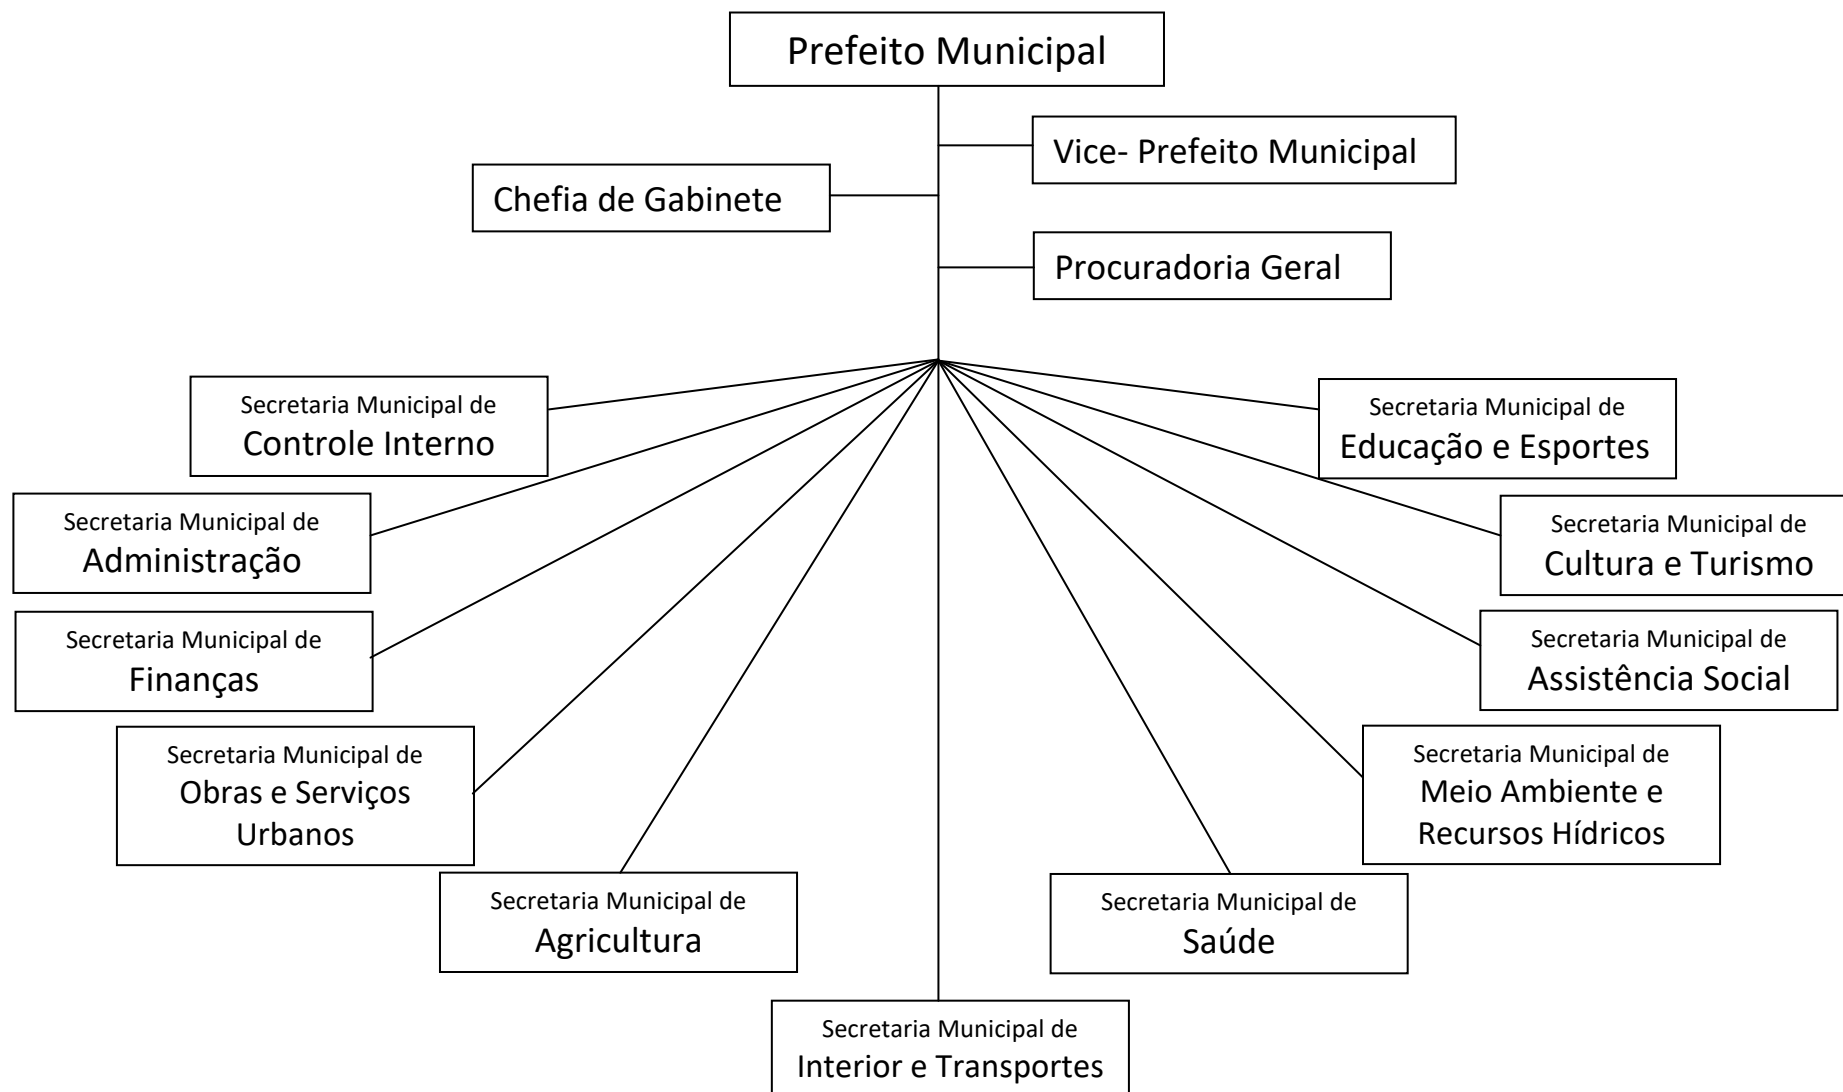 Prefeito Municipal
Vice- Prefeito Municipal
Chefia de Gabinete
Procuradoria Geral
Secretaria Municipal de
Controle Interno
Secretaria Municipal de
Educação e Esportes
Secretaria Municipal de
Administração
Secretaria Municipal de
Cultura e Turismo
Secretaria Municipal de
Finanças
Secretaria Municipal de
Assistência Social
Secretaria Municipal de
Obras e Serviços
Urbanos
Secretaria Municipal de
Meio Ambiente e
Recursos Hídricos
Secretaria Municipal de
Agricultura
Secretaria Municipal de
Saúde
Secretaria Municipal de
Interior e Transportes